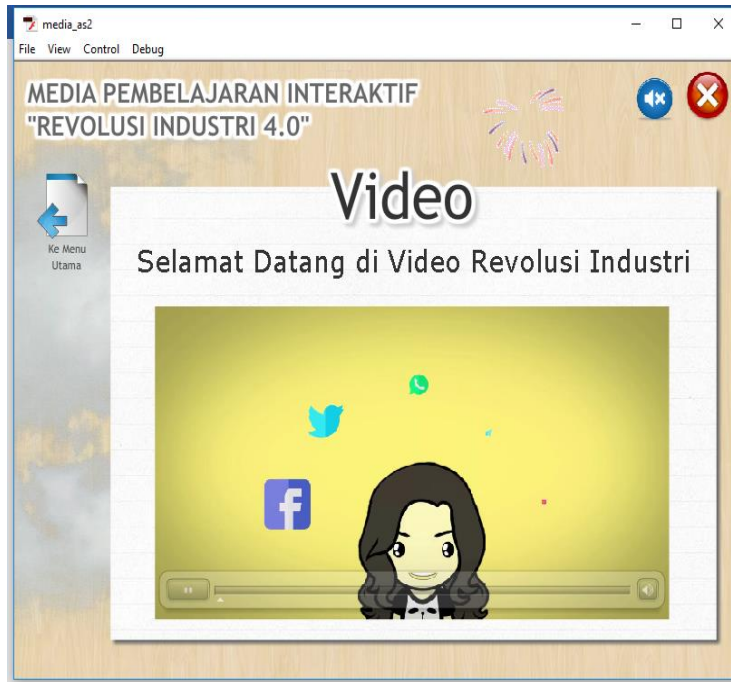 media_as2
File View Control Debug
MEDIA PEMBELAJARAN INTERAKTIF
"REVOLUSI INDUSTRI 4.0"
Video
Ke Menu
Utama
Selamat Datang di Video Revolusi Industri